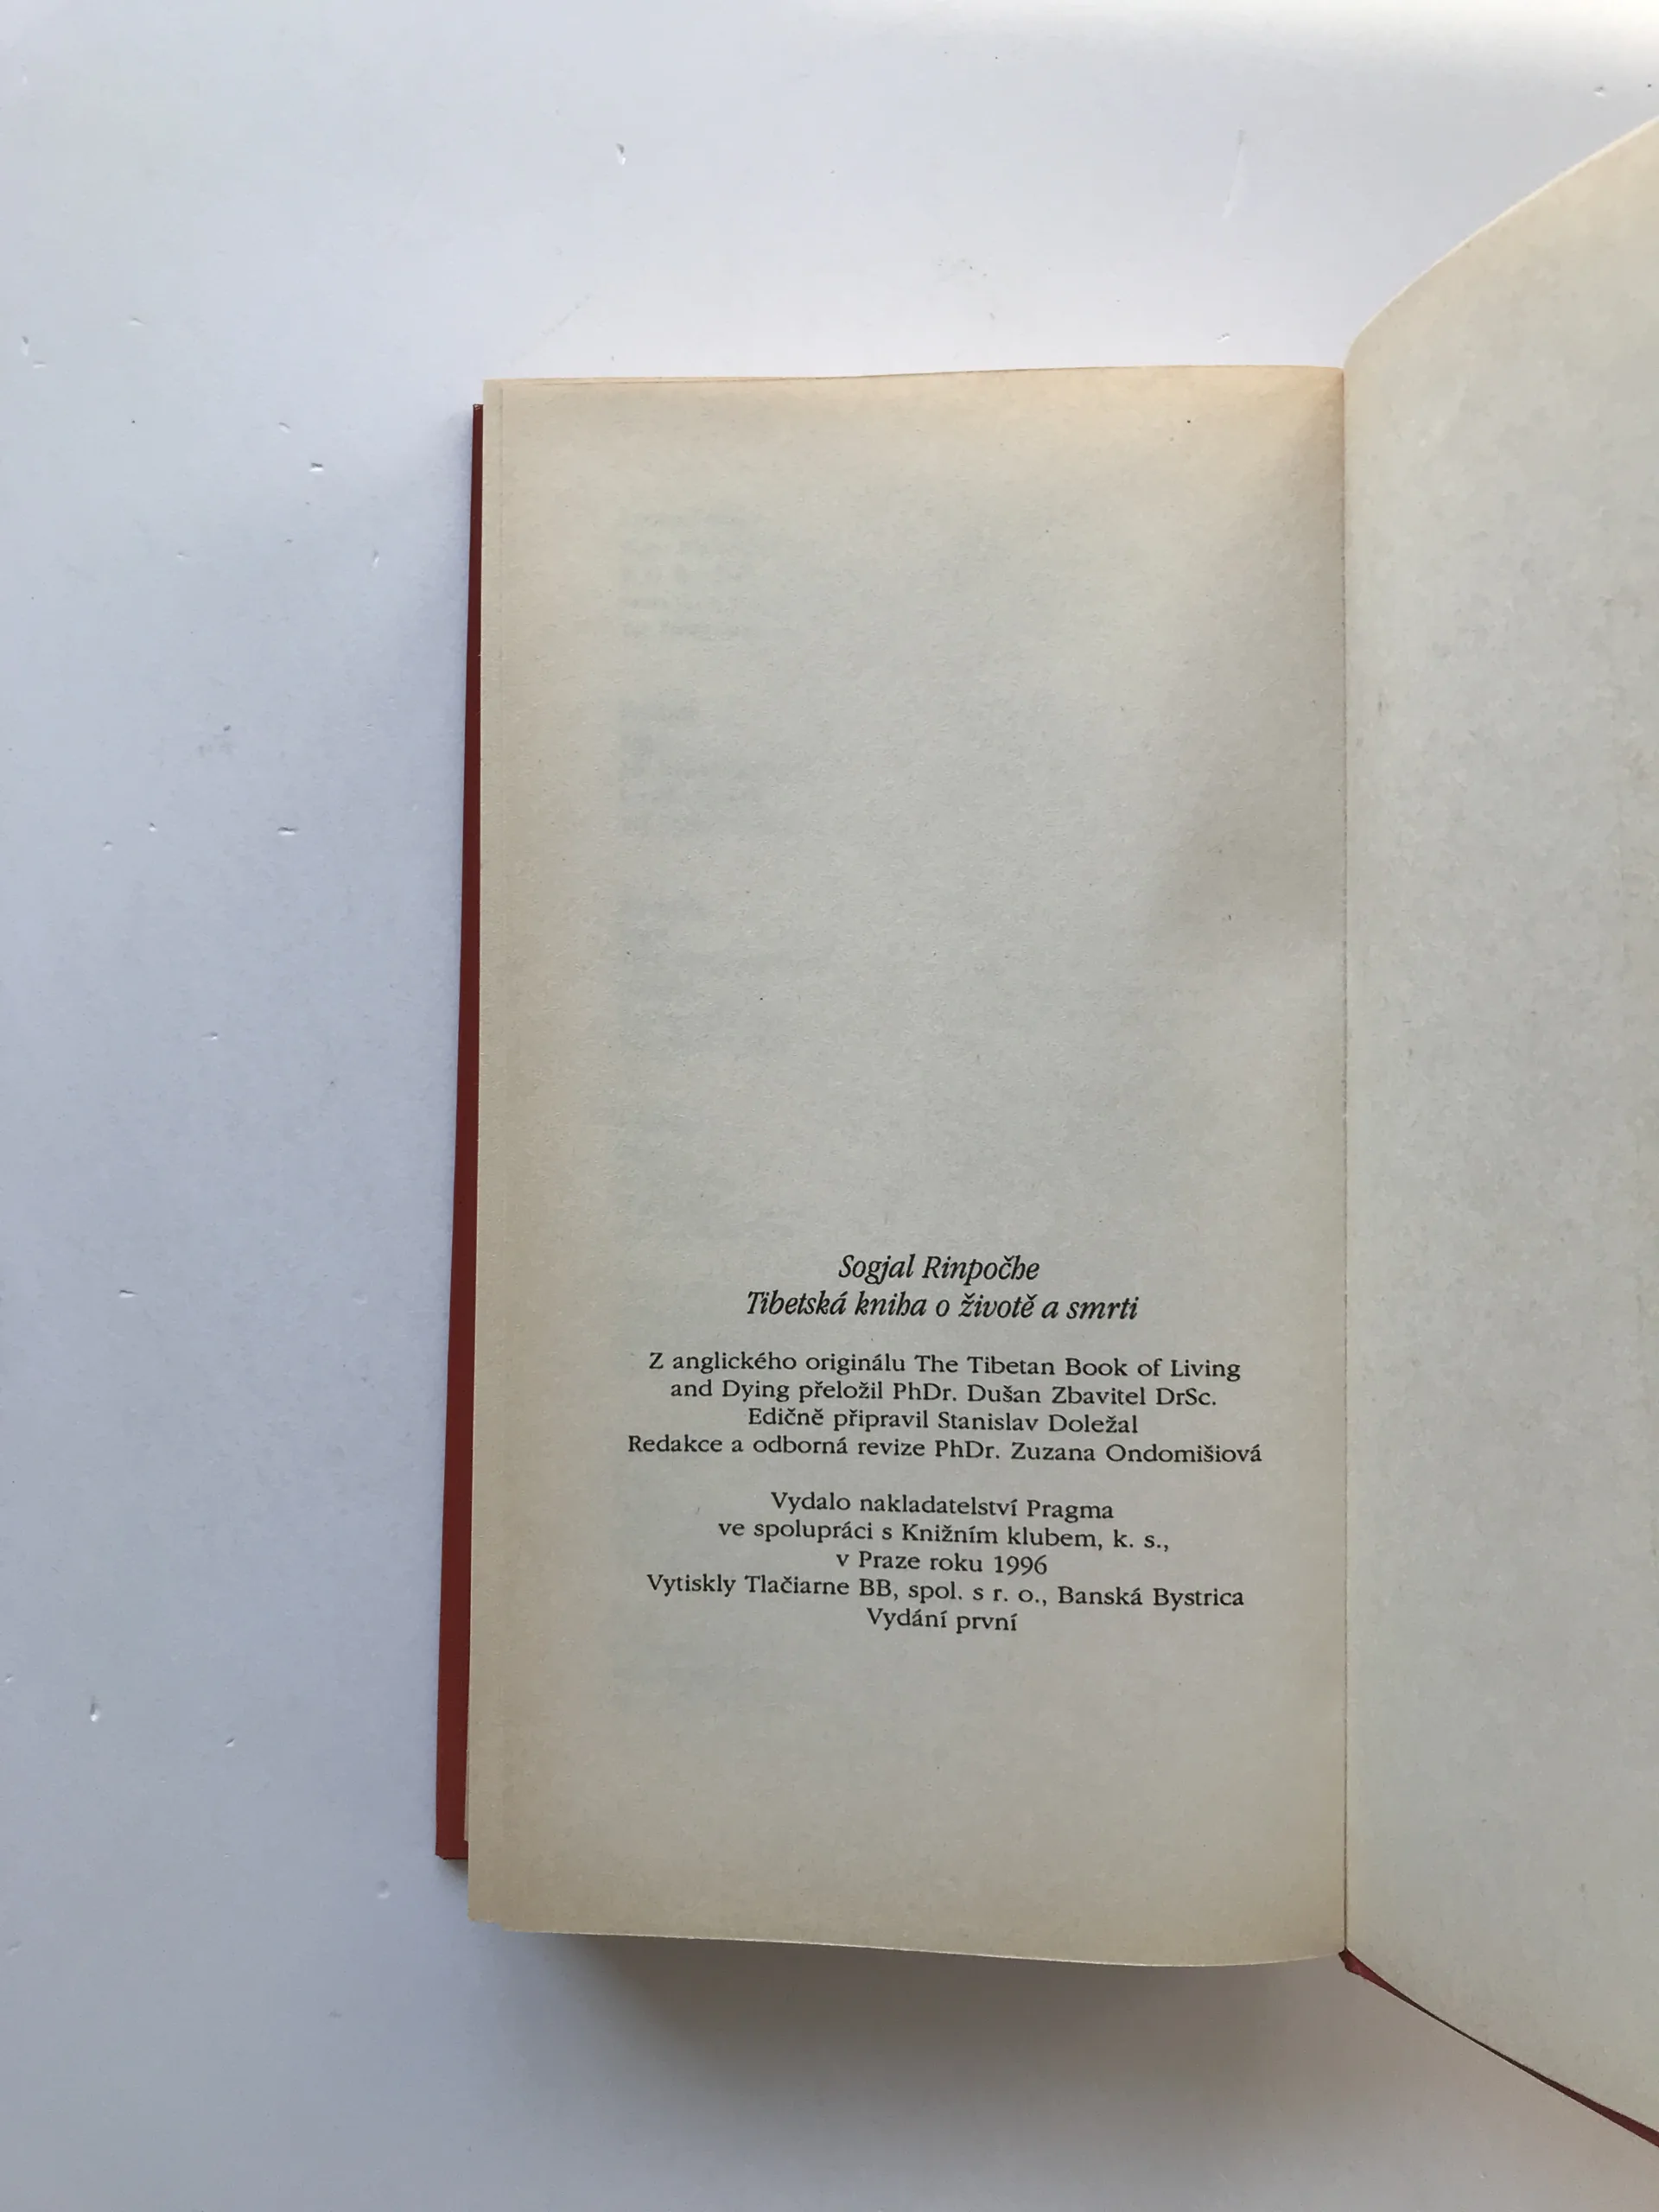 Sogjal Rinpočhe
Tibetská kniha o životě a smrti
Z anglického originálu The Tibetan Book of Living
and Dying přeložil PhDr. Dušan Zbavitel DrSc.
Edičně připravil Stanislav Doležal
Redakce a odborná revize PhDr. Zuzana Ondomišiová
Vydalo nakladatelství Pragma
ve spolupráci s Knižním klubem, k. s.,
v Praze roku 1996
Vytiskly Tlačiarne BB, spol. s r. o., Banská Bystrica
Vydání první